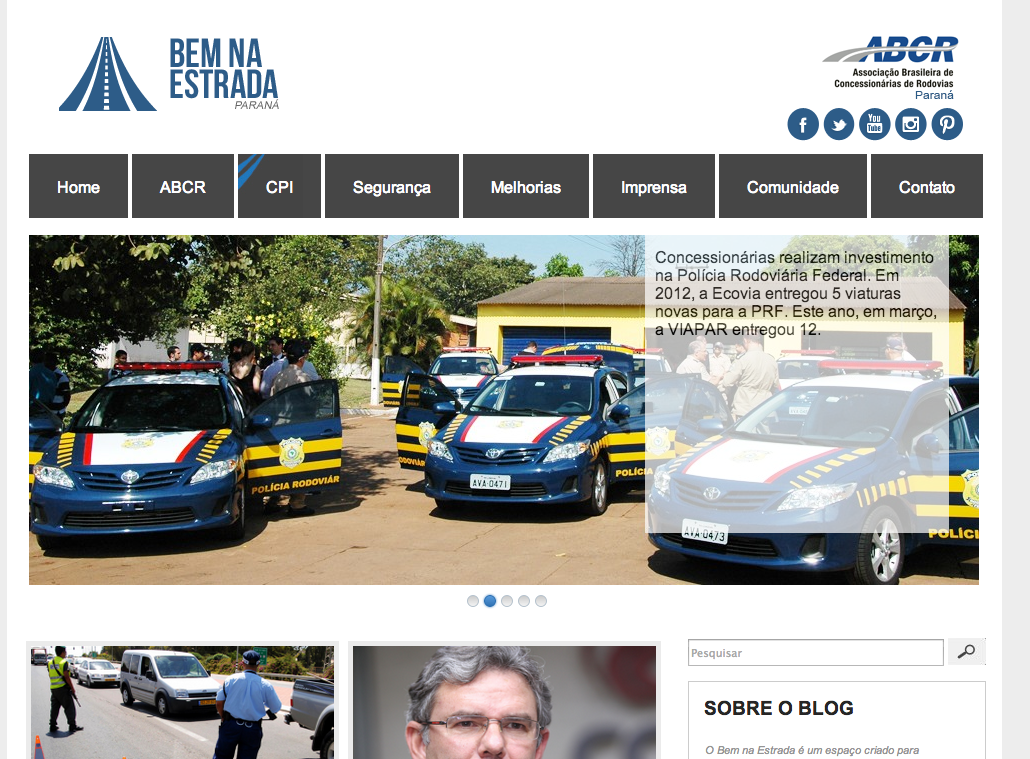 BEM NA
ESTRADA
PARANÁ
ABCR
Associação Brasileira de
Concessionárias de Rodovias
Paraná
f
You
Tube
Home
ABCR
CPI
Segurança
Melhorias
Imprensa
Comunidade
Contato
Concessionárias realizam investimento
na Polícia Rodoviária Federal. Em
2012, a Ecovia entregou 5 viaturas
novas para a PRF. Este ano, em março,
a VIAPAR entregou 12.
POLÍCIA RODOVIÁR
AVA 0471
POLÍCIA
AVA 0473
POLÍCI
Pesquisar
SOBRE O BLOG
O Bem na Estrada é um espaço criado para